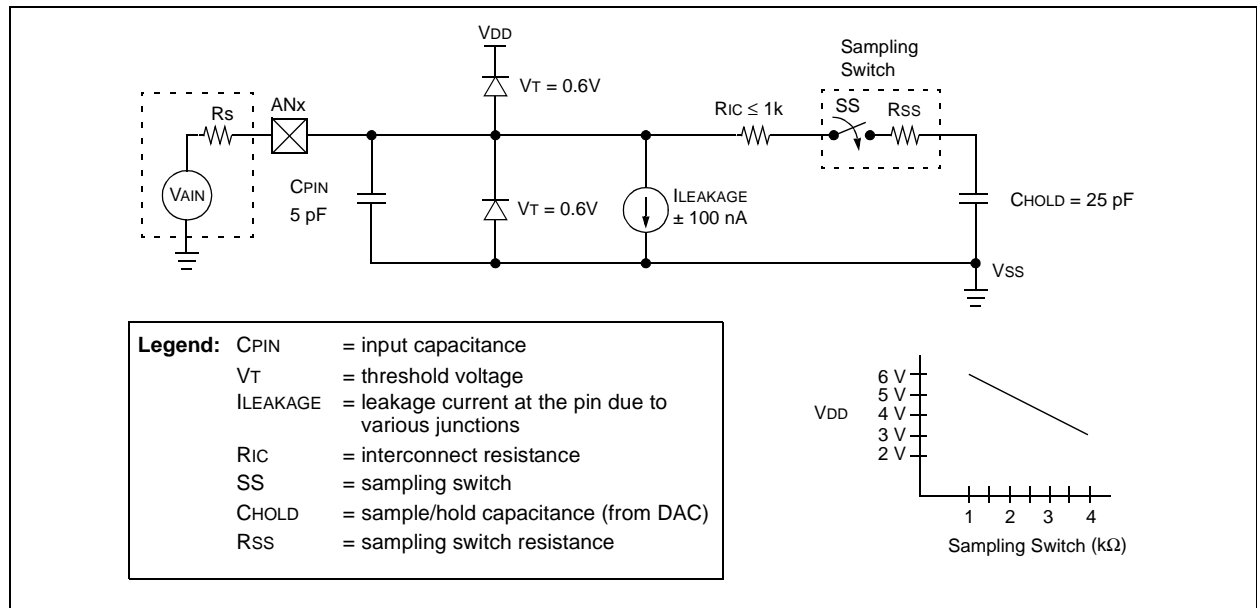 VDD
Sampling
Switch
VT = 0.6V
ANx
RS
RIC ≤ 1k
SS
RSS
VAIN
CPIN
5 pF
VT = 0.6V
ILEAKAGE
± 100 nA
CHOLD = 25 pF
VSS
Legend: CPIN = input capacitance
VT = threshold voltage
ILEAKAGE = leakage current at the pin due to
various junctions
RIC = interconnect resistance
SS = sampling switch
CHOLD = sample/hold capacitance (from DAC)
RSS = sampling switch resistance
VDD
6 V
5 V
4 V
3 V
2 V
1 2 3 4
Sampling Switch (kΩ)